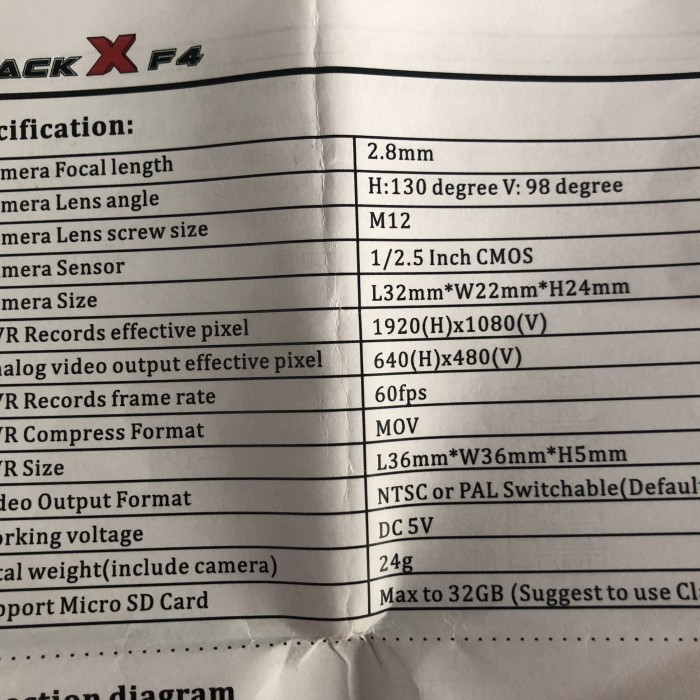 ACK X F4
cification:
mera Focal length 2.8mm
mera Lens angle H:130 degree V: 98 degree
mera Lens screw size M12
mera Sensor 1/2.5 Inch CMOS
mera Size L32mm*W22mm*H24mm
VR Records effective pixel 1920(H)x1080(V)
nalog video output effective pixel 640(H)x480(V)
VR Records frame rate 60fps
VR Compress Format MOV
VR Size L36mm*W36mm*H5mm
deo Output Format NTSC or PAL Switchable(Defaul
orking voltage DC 5V
tal weight(include camera) 24g
pport Micro SD Card Max to 32GB (Suggest to use Cl
ection diagram